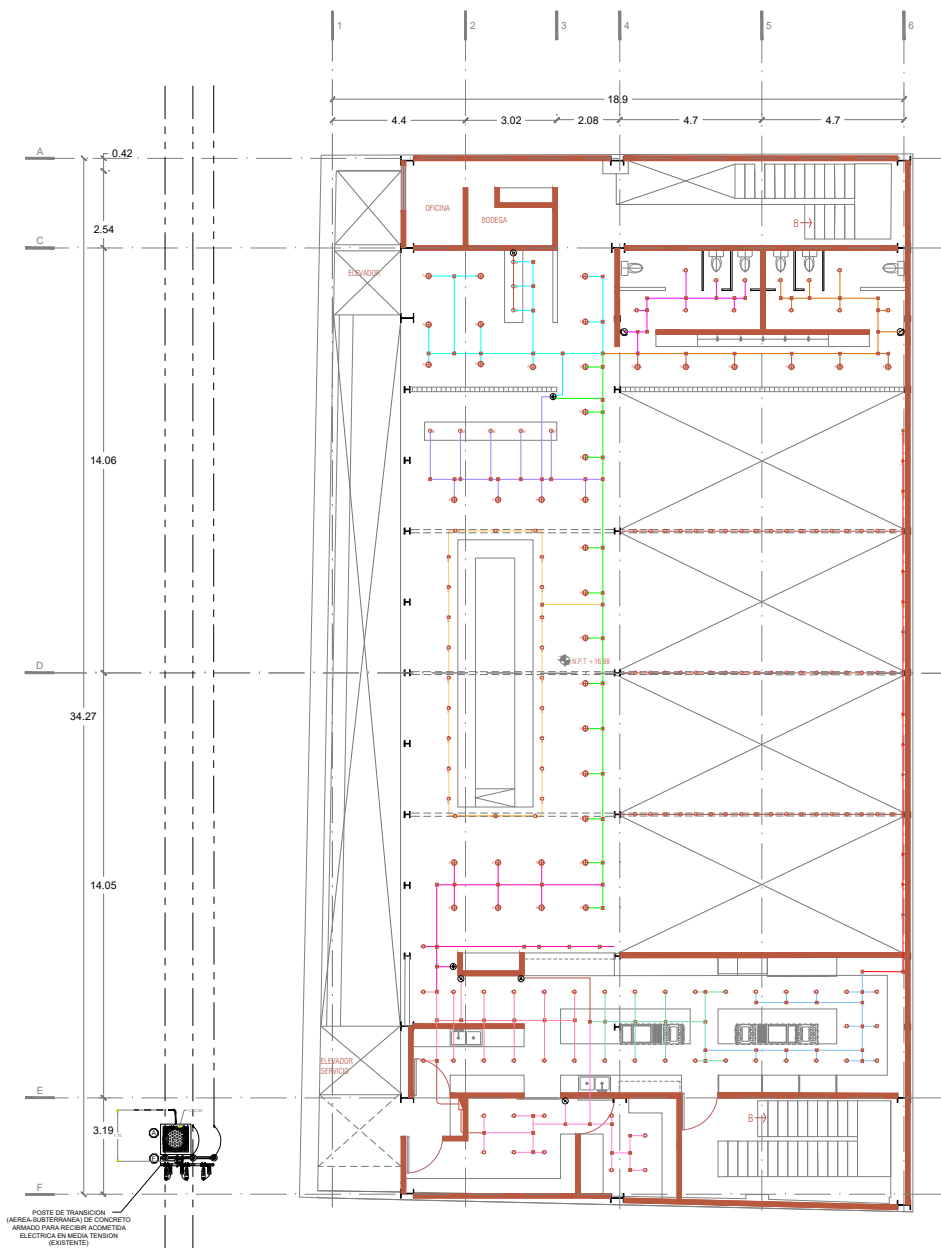 1
2
3
4
5
6
18.9
4.4
3.02
2.08
4.7
4.7
A
0.42
2.54
OFICINA
BODEGA
B
C
ELEVADOR
14.06
D
N.P.T + 16.98
34.27
14.05
ELEVADOR
SERVICIO
E
3.19
B
A
F
POSTE DE TRANSICION
(AEREA-SUBTERRANEA) DE CONCRETO
ARMADO PARA RECIBIR ACOMETIDA
ELECTRICA EN MEDIA TENSION
(EXISTENTE)